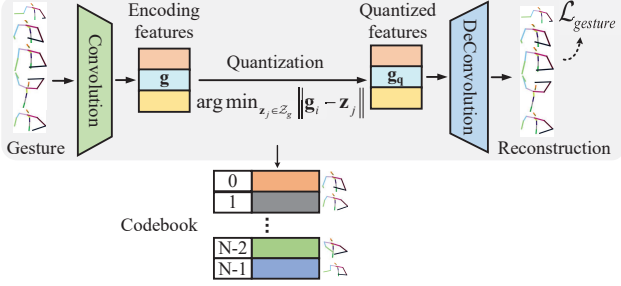 Gesture
Convolution
Encoding
features
g
Quantization
arg min_{z_j∈𝒵_g} ‖g_i − z_j‖
Quantized
features
g_q
DeConvolution
ℒ_gesture
Reconstruction
Codebook
0
1
⋮
N-2
N-1